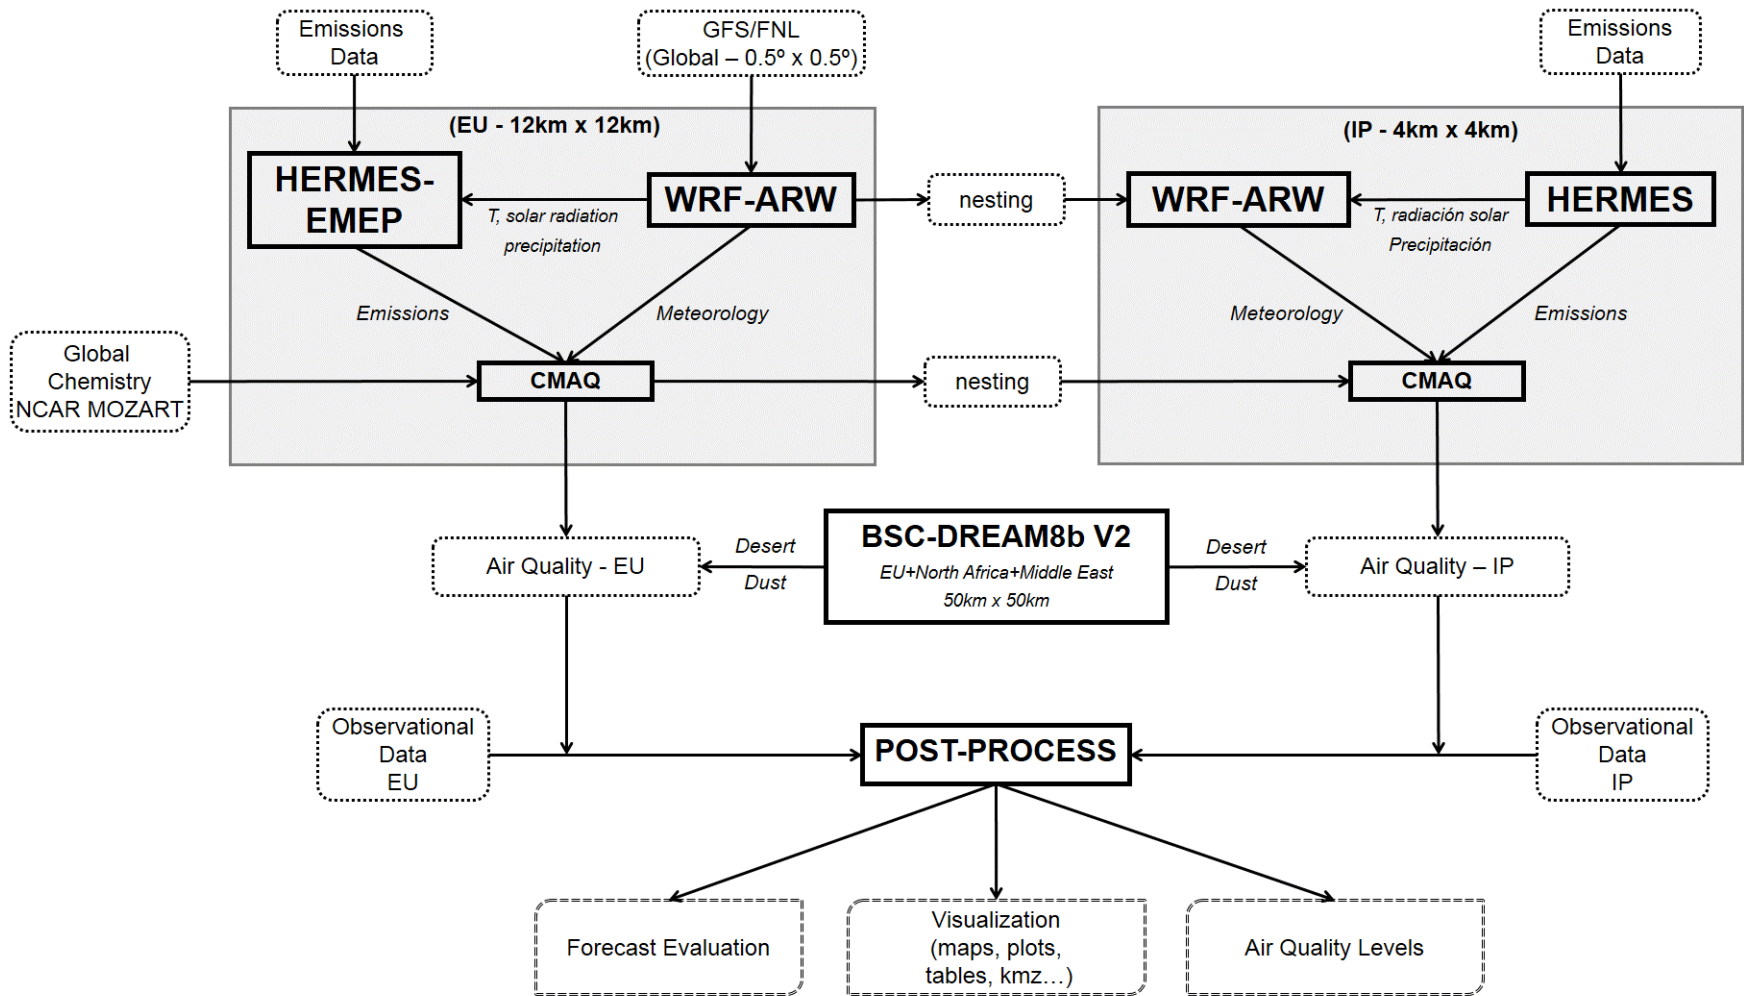 Emissions
Data
GFS/FNL
(Global – 0.5º x 0.5º)
Emissions
Data
(EU - 12km x 12km)
(IP - 4km x 4km)
HERMES-
EMEP
T, solar radiation
precipitation
WRF-ARW
nesting
WRF-ARW
T, radiación solar
Precipitación
HERMES
Emissions
Meteorology
Meteorology
Emissions
Global
Chemistry
NCAR MOZART
CMAQ
nesting
CMAQ
Air Quality - EU
Desert
Dust
BSC-DREAM8b V2
EU+North Africa+Middle East
50km x 50km
Desert
Dust
Air Quality – IP
Observational
Data
EU
POST-PROCESS
Observational
Data
IP
Forecast Evaluation
Visualization
(maps, plots,
tables, kmz…)
Air Quality Levels